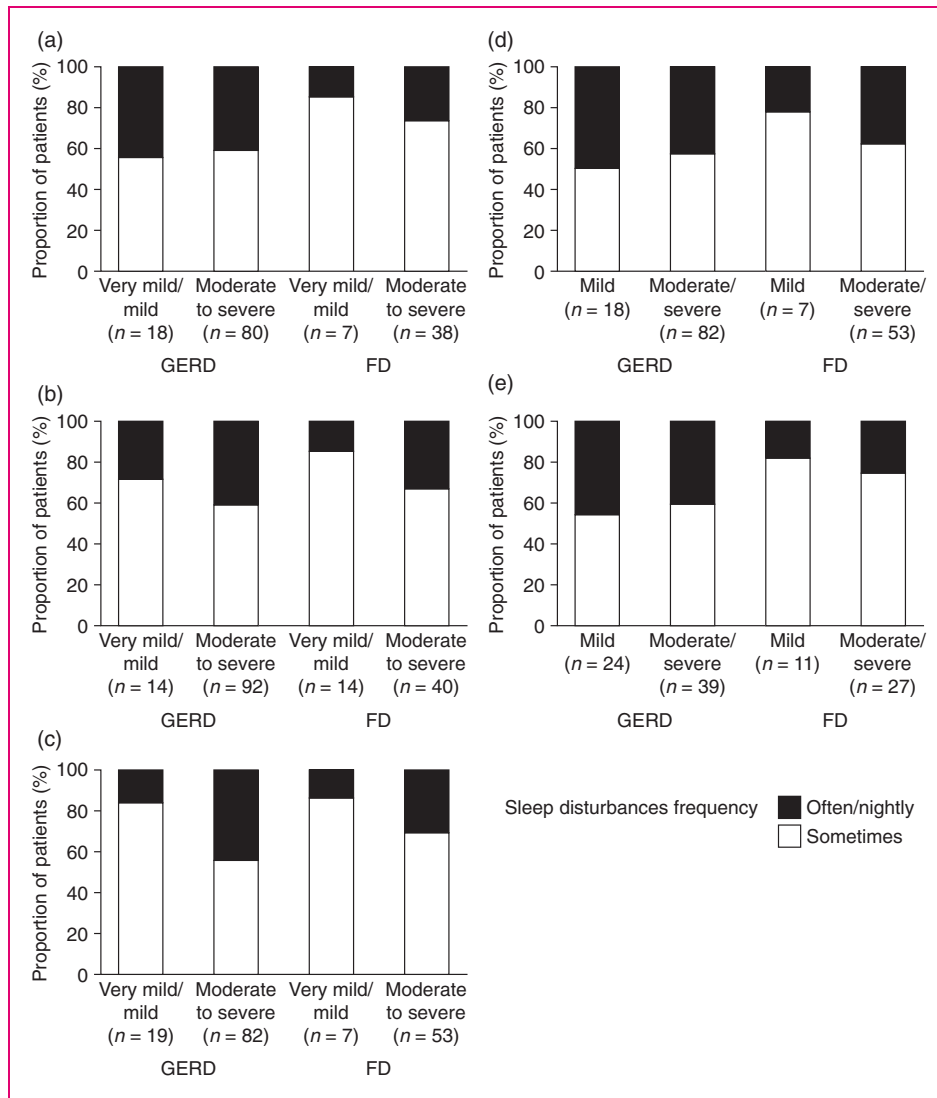 (a)
Proportion of patients (%)
100
80
60
40
20
0
Very mild/ Moderate Very mild/ Moderate
mild to severe mild to severe
(n = 18) (n = 80) (n = 7) (n = 38)
GERD FD
(b)
Proportion of patients (%)
100
80
60
40
20
0
Very mild/ Moderate Very mild/ Moderate
mild to severe mild to severe
(n = 14) (n = 92) (n = 14) (n = 40)
GERD FD
(c)
Proportion of patients (%)
100
80
60
40
20
0
Very mild/ Moderate Very mild/ Moderate
mild to severe mild to severe
(n = 19) (n = 82) (n = 7) (n = 53)
GERD FD
(d)
Proportion of patients (%)
100
80
60
40
20
0
Mild Moderate/ Mild Moderate/
(n = 18) severe (n = 7) severe
(n = 82) (n = 53)
GERD FD
(e)
Proportion of patients (%)
100
80
60
40
20
0
Mild Moderate/ Mild Moderate/
(n = 24) severe (n = 11) severe
(n = 39) (n = 27)
GERD FD
Sleep disturbances frequency Often/nightly
Sometimes